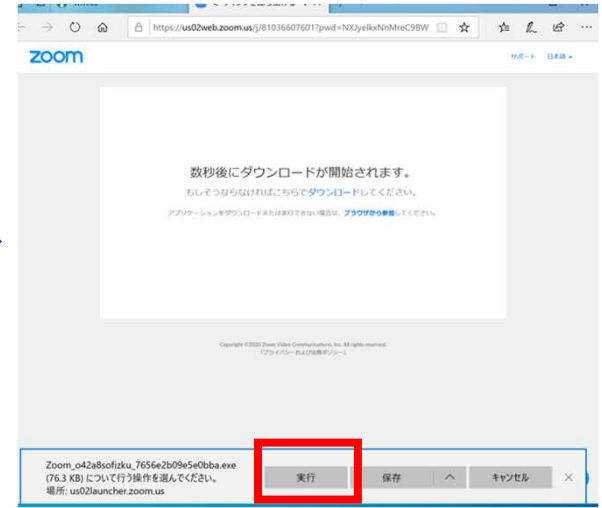 https://us02web.zoom.us/j/81036607601?pwd=NXJyelkxNnMreC9BW
zoom
サポート 日本語
数秒後にダウンロードが開始されます。
もしそうならなければこちらでダウンロードしてください。
アプリケーションをダウンロードまたは実行できない場合は、ブラウザから参加してください。
Copyright ©2020 Zoom Video Communications, Inc. All rights reserved.
「プライバシーおよび法務ポリシー」
Zoom_o42a8sofizku_7656e2b09e5e0bba.exe
(76.3 KB) について行う操作を選んでください。
場所: us02launcher.zoom.us
実行 保存 キャンセル